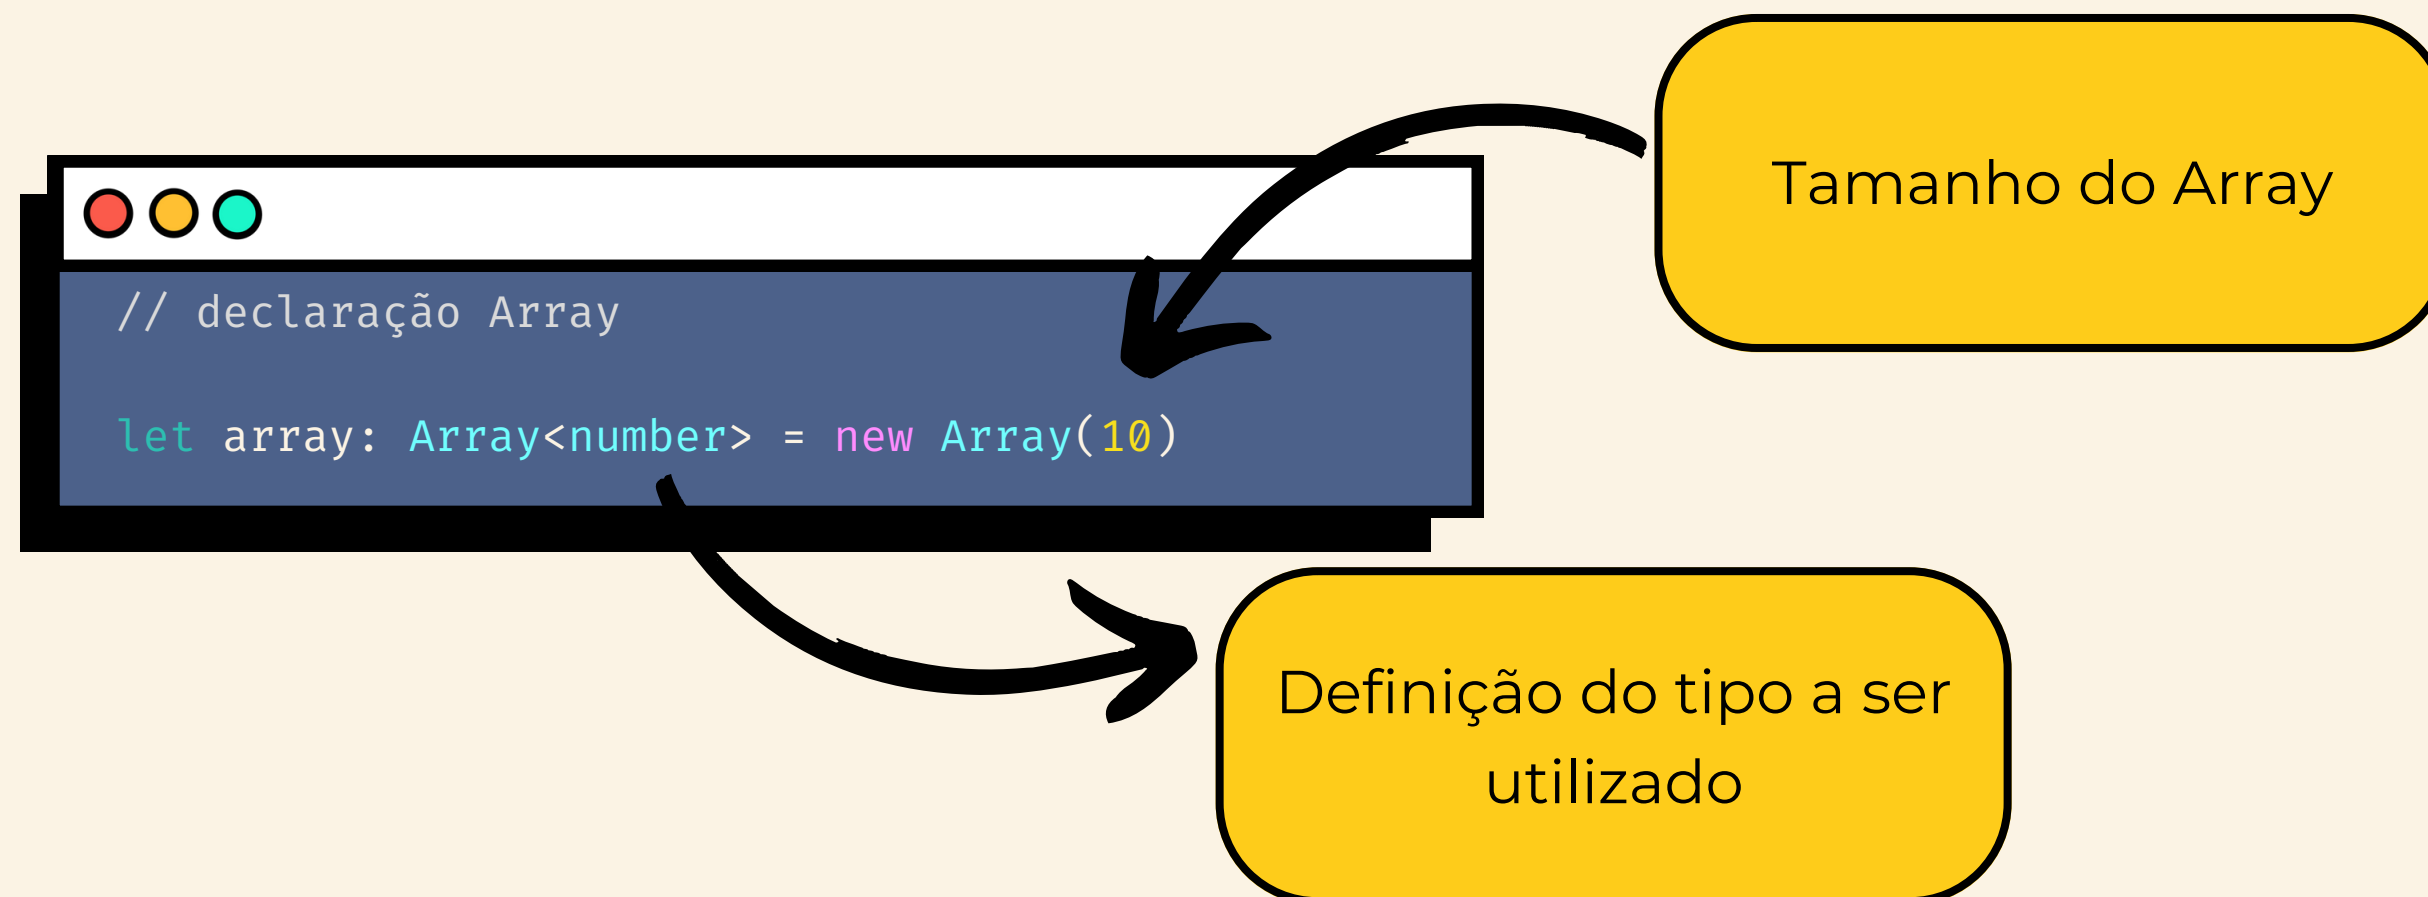 Tamanho do Array
// declaração Array
let array: Array<number> = new Array(10)
Definição do tipo a ser
utilizado